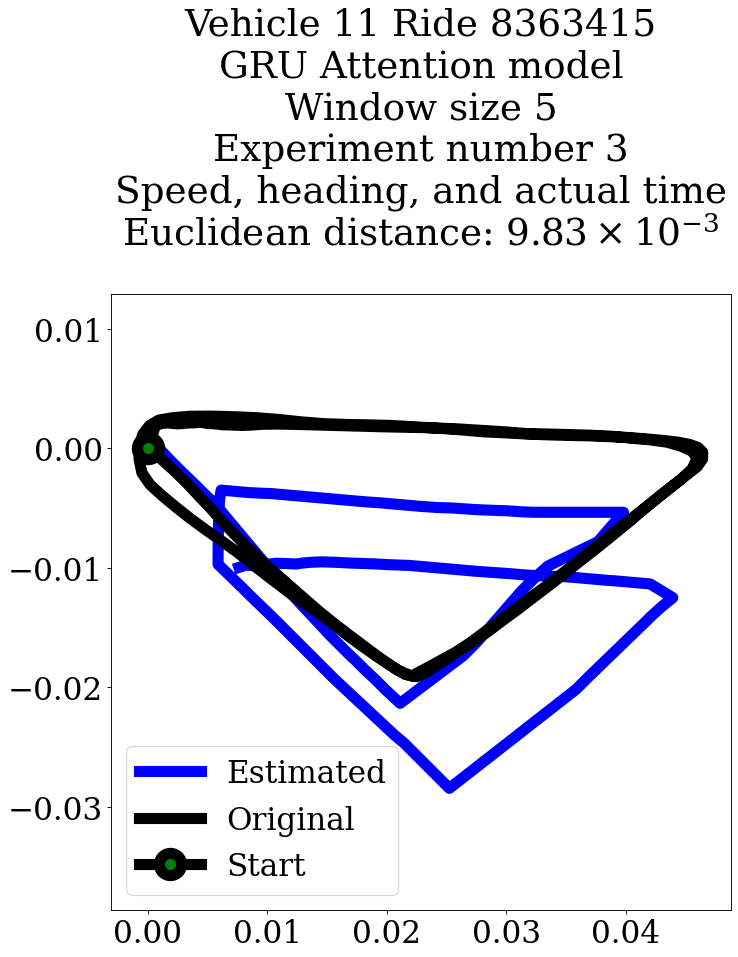 Vehicle 11 Ride 8363415
GRU Attention model
Window size 5
Experiment number 3
Speed, heading, and actual time
Euclidean distance: 9.83 × 10⁻³
0.01
0.00
−0.01
−0.02
−0.03
Estimated
Original
Start
0.00 0.01 0.02 0.03 0.04